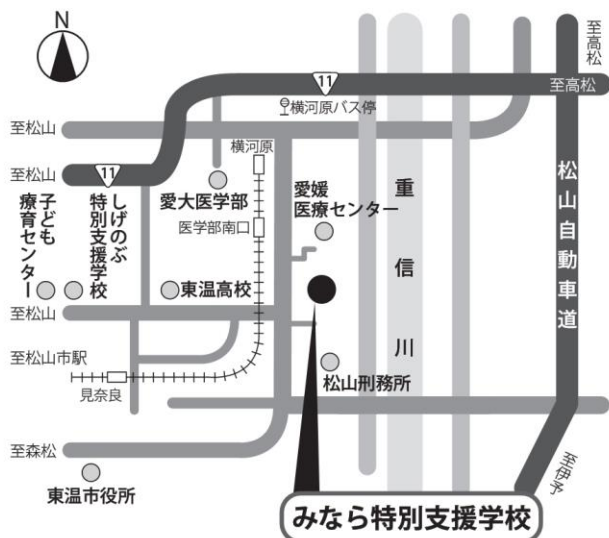 N
至高松
11
11
至高松
横河原バス停
至松山
横河原
至松山
愛大医学部
愛媛
医療センター
重信川
松山自動車道
子ども
療育センター
しげのぶ
特別支援学校
医学部南口
東温高校
至松山
至松山市駅
見奈良
松山刑務所
至森松
東温市役所
至伊予
みなら特別支援学校